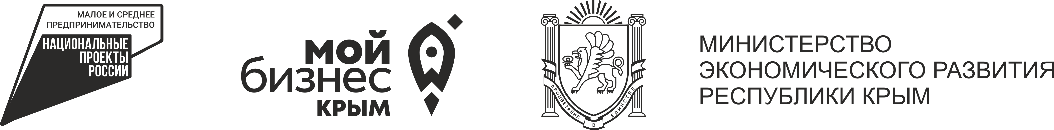 МАЛОЕ И СРЕДНЕЕ
ПРЕДПРИНИМАТЕЛЬСТВО
НАЦИОНАЛЬНЫЕ
ПРОЕКТЫ
РОССИИ
МОЙ
бизнес
КРЫМ
МИНИСТЕРСТВО
ЭКОНОМИЧЕСКОГО РАЗВИТИЯ
РЕСПУБЛИКИ КРЫМ